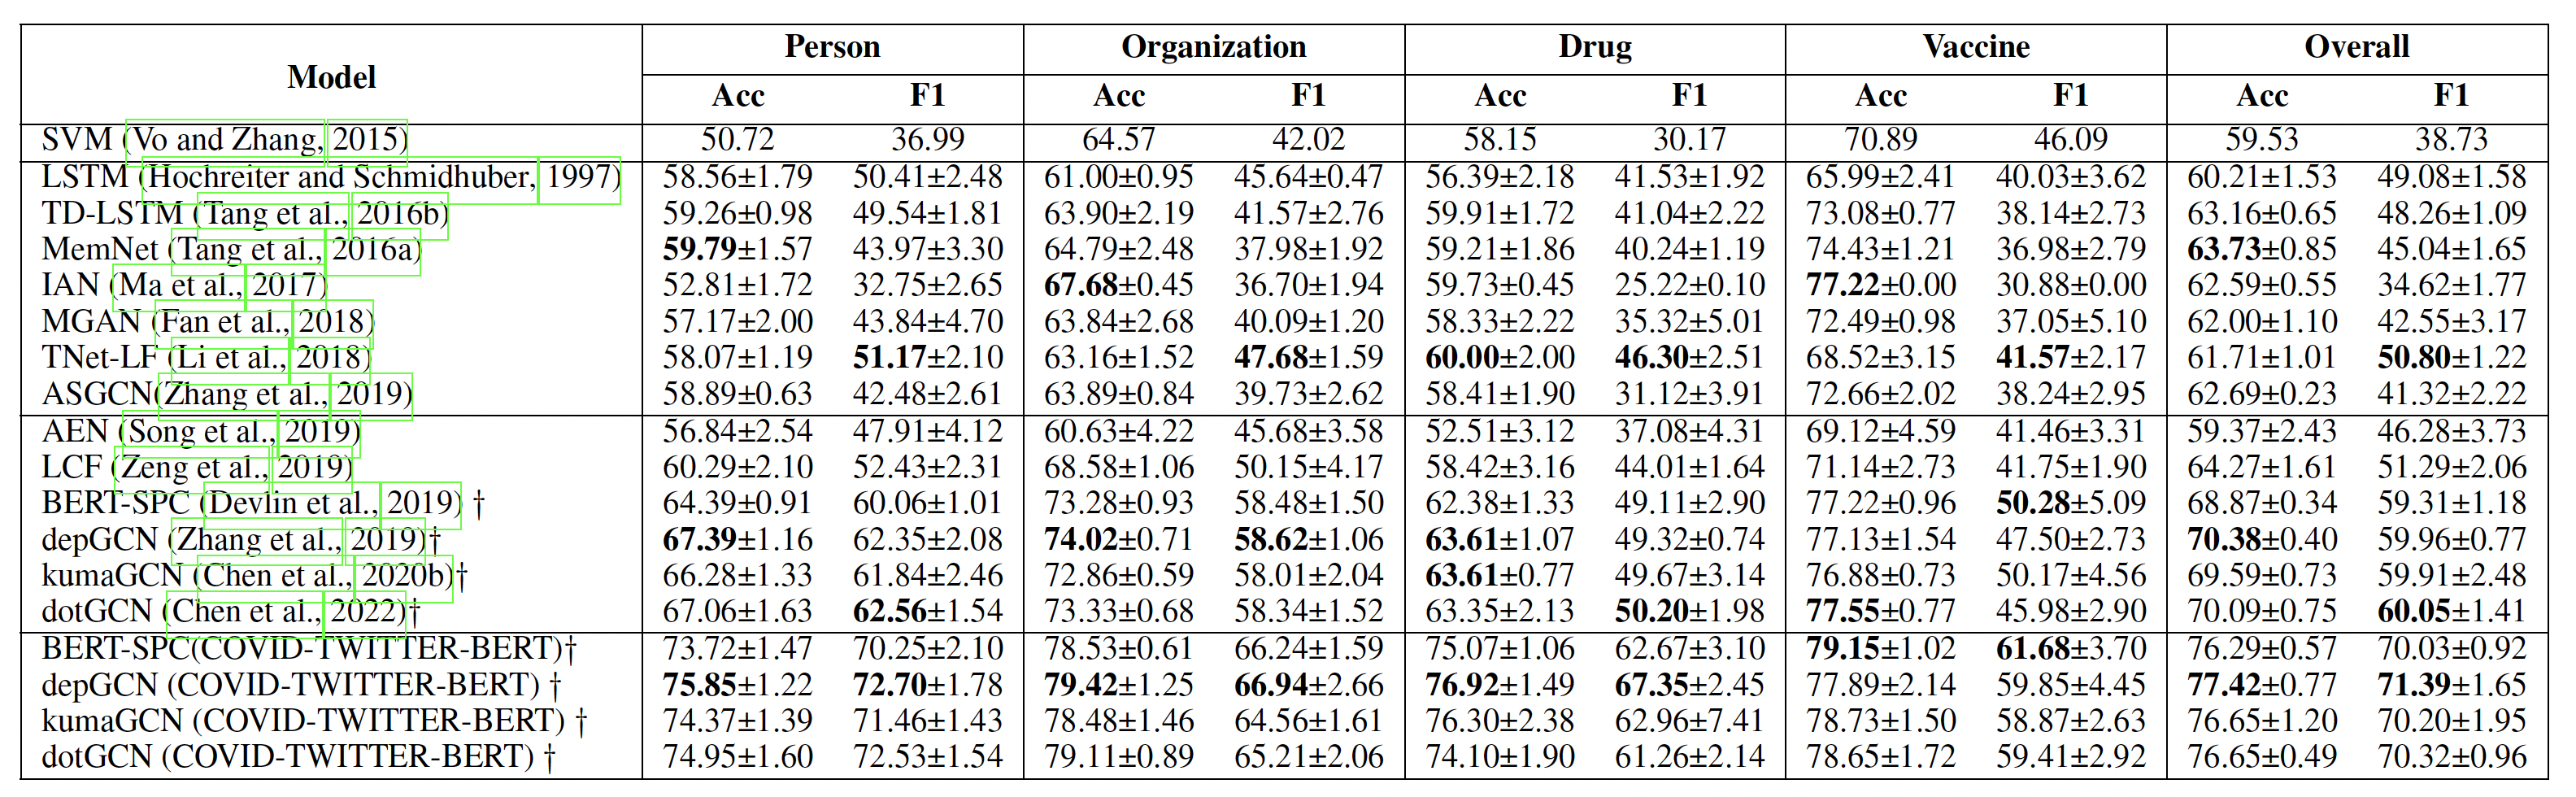 Model Person Organization Drug Vaccine Overall
Acc F1 Acc F1 Acc F1 Acc F1 Acc F1
SVM (Vo and Zhang, 2015) 50.72 36.99 64.57 42.02 58.15 30.17 70.89 46.09 59.53 38.73
LSTM (Hochreiter and Schmidhuber, 1997) 58.56±1.79 50.41±2.48 61.00±0.95 45.64±0.47 56.39±2.18 41.53±1.92 65.99±2.41 40.03±3.62 60.21±1.53 49.08±1.58
TD-LSTM (Tang et al., 2016b) 59.26±0.98 49.54±1.81 63.90±2.19 41.57±2.76 59.91±1.72 41.04±2.22 73.08±0.77 38.14±2.73 63.16±0.65 48.26±1.09
MemNet (Tang et al., 2016a) 59.79±1.57 43.97±3.30 64.79±2.48 37.98±1.92 59.21±1.86 40.24±1.19 74.43±1.21 36.98±2.79 63.73±0.85 45.04±1.65
IAN (Ma et al., 2017) 52.81±1.72 32.75±2.65 67.68±0.45 36.70±1.94 59.73±0.45 25.22±0.10 77.22±0.00 30.88±0.00 62.59±0.55 34.62±1.77
MGAN (Fan et al., 2018) 57.17±2.00 43.84±4.70 63.84±2.68 40.09±1.20 58.33±2.22 35.32±5.01 72.49±0.98 37.05±5.10 62.00±1.10 42.55±3.17
TNet-LF (Li et al., 2018) 58.07±1.19 51.17±2.10 63.16±1.52 47.68±1.59 60.00±2.00 46.30±2.51 68.52±3.15 41.57±2.17 61.71±1.01 50.80±1.22
ASGCN(Zhang et al., 2019) 58.89±0.63 42.48±2.61 63.89±0.84 39.73±2.62 58.41±1.90 31.12±3.91 72.66±2.02 38.24±2.95 62.69±0.23 41.32±2.22
AEN (Song et al., 2019) 56.84±2.54 47.91±4.12 60.63±4.22 45.68±3.58 52.51±3.12 37.08±4.31 69.12±4.59 41.46±3.31 59.37±2.43 46.28±3.73
LCF (Zeng et al., 2019) 60.29±2.10 52.43±2.31 68.58±1.06 50.15±4.17 58.42±3.16 44.01±1.64 71.14±2.73 41.75±1.90 64.27±1.61 51.29±2.06
BERT-SPC (Devlin et al., 2019) † 64.39±0.91 60.06±1.01 73.28±0.93 58.48±1.50 62.38±1.33 49.11±2.90 77.22±0.96 50.28±5.09 68.87±0.34 59.31±1.18
depGCN (Zhang et al., 2019)† 67.39±1.16 62.35±2.08 74.02±0.71 58.62±1.06 63.61±1.07 49.32±0.74 77.13±1.54 47.50±2.73 70.38±0.40 59.96±0.77
kumaGCN (Chen et al., 2020b)† 66.28±1.33 61.84±2.46 72.86±0.59 58.01±2.04 63.61±0.77 49.67±3.14 76.88±0.73 50.17±4.56 69.59±0.73 59.91±2.48
dotGCN (Chen et al., 2022)† 67.06±1.63 62.56±1.54 73.33±0.68 58.34±1.52 63.35±2.13 50.20±1.98 77.55±0.77 45.98±2.90 70.09±0.75 60.05±1.41
BERT-SPC(COVID-TWITTER-BERT)† 73.72±1.47 70.25±2.10 78.53±0.61 66.24±1.59 75.07±1.06 62.67±3.10 79.15±1.02 61.68±3.70 76.29±0.57 70.03±0.92
depGCN (COVID-TWITTER-BERT) † 75.85±1.22 72.70±1.78 79.42±1.25 66.94±2.66 76.92±1.49 67.35±2.45 77.89±2.14 59.85±4.45 77.42±0.77 71.39±1.65
kumaGCN (COVID-TWITTER-BERT) † 74.37±1.39 71.46±1.43 78.48±1.46 64.56±1.61 76.30±2.38 62.96±7.41 78.73±1.50 58.87±2.63 76.65±1.20 70.20±1.95
dotGCN (COVID-TWITTER-BERT) † 74.95±1.60 72.53±1.54 79.11±0.89 65.21±2.06 74.10±1.90 61.26±2.14 78.65±1.72 59.41±2.92 76.65±0.49 70.32±0.96